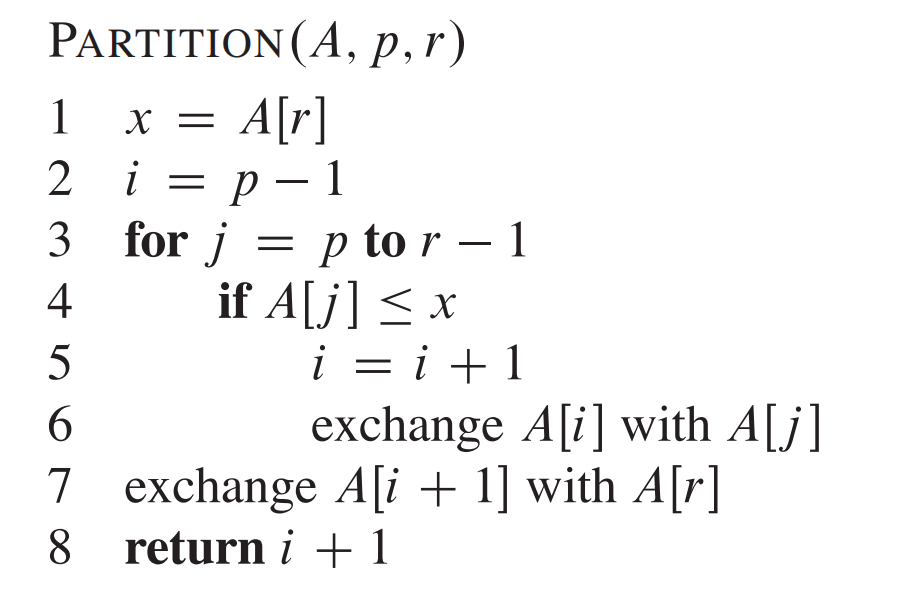 PARTITION(A, p, r)
1 x = A[r]
2 i = p − 1
3 for j = p to r − 1
4 if A[j] ≤ x
5 i = i + 1
6 exchange A[i] with A[j]
7 exchange A[i + 1] with A[r]
8 return i + 1